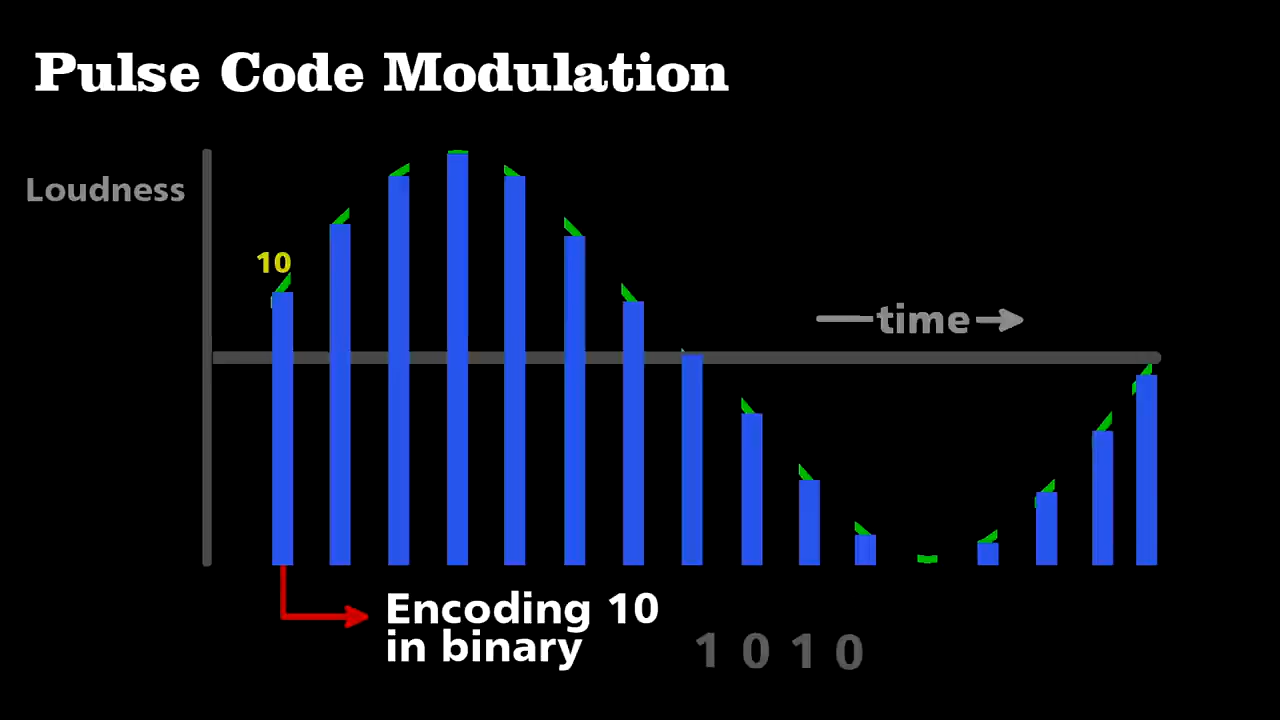 Pulse Code Modulation
Loudness
10
time
Encoding 10
in binary
1 0 1 0